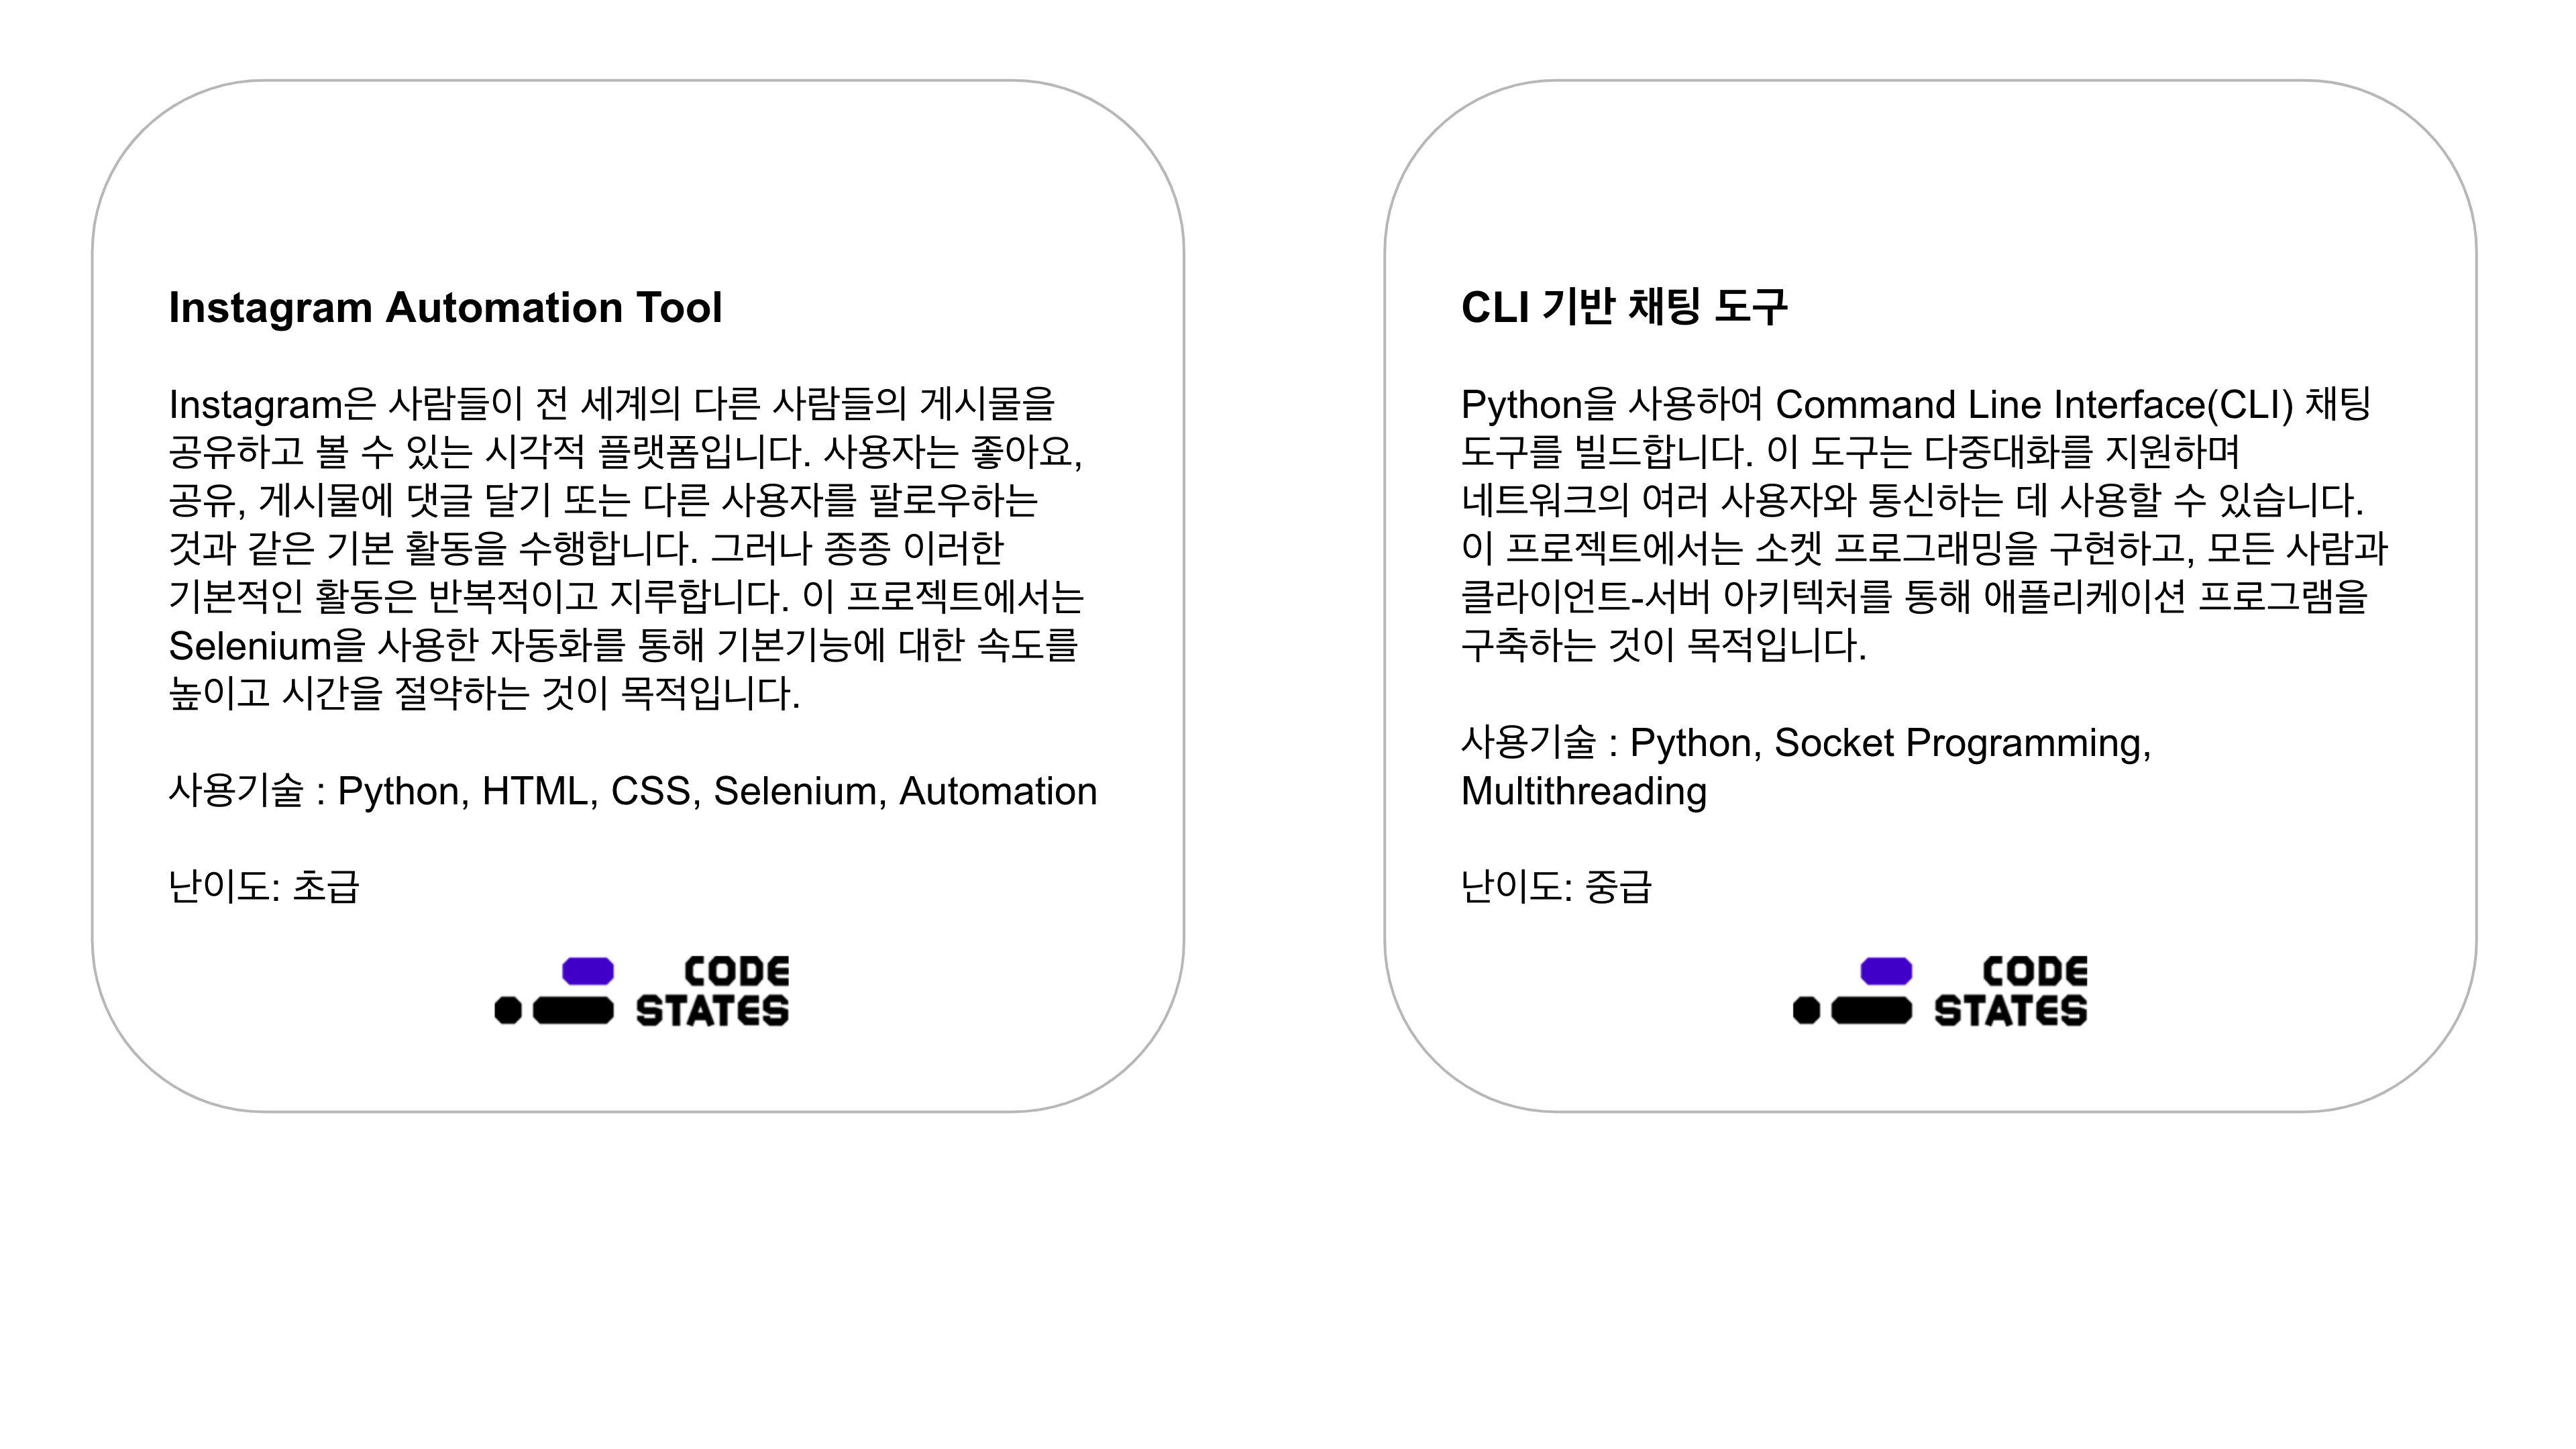 Instagram Automation Tool
Instagram은 사람들이 전 세계의 다른 사람들의 게시물을
공유하고 볼 수 있는 시각적 플랫폼입니다. 사용자는 좋아요,
공유, 게시물에 댓글 달기 또는 다른 사용자를 팔로우하는
것과 같은 기본 활동을 수행합니다. 그러나 종종 이러한
기본적인 활동은 반복적이고 지루합니다. 이 프로젝트에서는
Selenium을 사용한 자동화를 통해 기본기능에 대한 속도를
높이고 시간을 절약하는 것이 목적입니다.
사용기술 : Python, HTML, CSS, Selenium, Automation
난이도: 초급
CODE
STATES
CLI 기반 채팅 도구
Python을 사용하여 Command Line Interface(CLI) 채팅
도구를 빌드합니다. 이 도구는 다중대화를 지원하며
네트워크의 여러 사용자와 통신하는 데 사용할 수 있습니다.
이 프로젝트에서는 소켓 프로그래밍을 구현하고, 모든 사람과
클라이언트-서버 아키텍처를 통해 애플리케이션 프로그램을
구축하는 것이 목적입니다.
사용기술 : Python, Socket Programming,
Multithreading
난이도: 중급
CODE
STATES